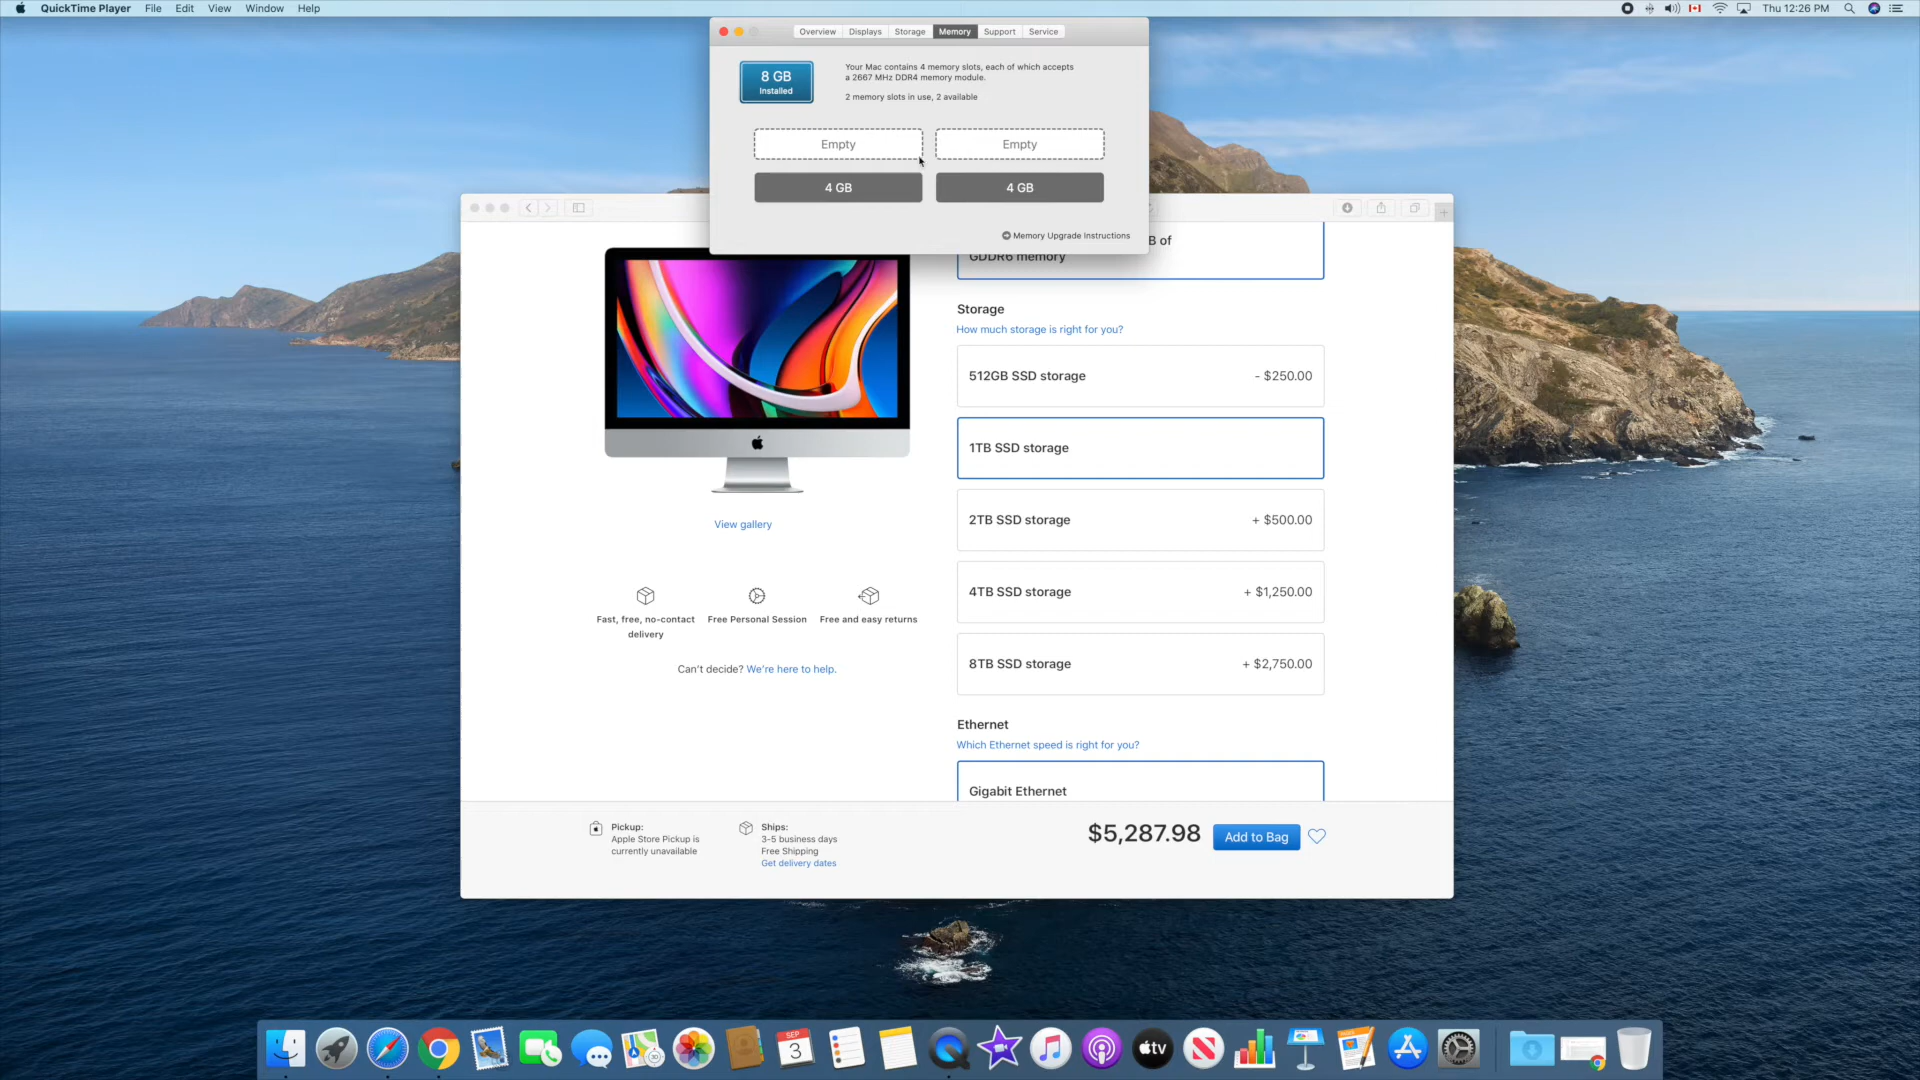 QuickTime Player File Edit View Window Help
Thu 12:26 PM
Overview Displays Storage Memory Support Service
8 GB
Installed
Your Mac contains 4 memory slots, each of which accepts
a 2667 MHz DDR4 memory module.
2 memory slots in use, 2 available
Empty Empty
4 GB 4 GB
Memory Upgrade Instructions
B of
GDDR6 memory
Storage
How much storage is right for you?
512GB SSD storage - $250.00
1TB SSD storage
2TB SSD storage + $500.00
4TB SSD storage + $1,250.00
8TB SSD storage + $2,750.00
View gallery
Fast, free, no-contact
delivery
Free Personal Session
Free and easy returns
Can't decide? We're here to help.
Ethernet
Which Ethernet speed is right for you?
Gigabit Ethernet
Pickup:
Apple Store Pickup is
currently unavailable
Ships:
3-5 business days
Free Shipping
Get delivery dates
$5,287.98 Add to Bag
SEP
3
tv